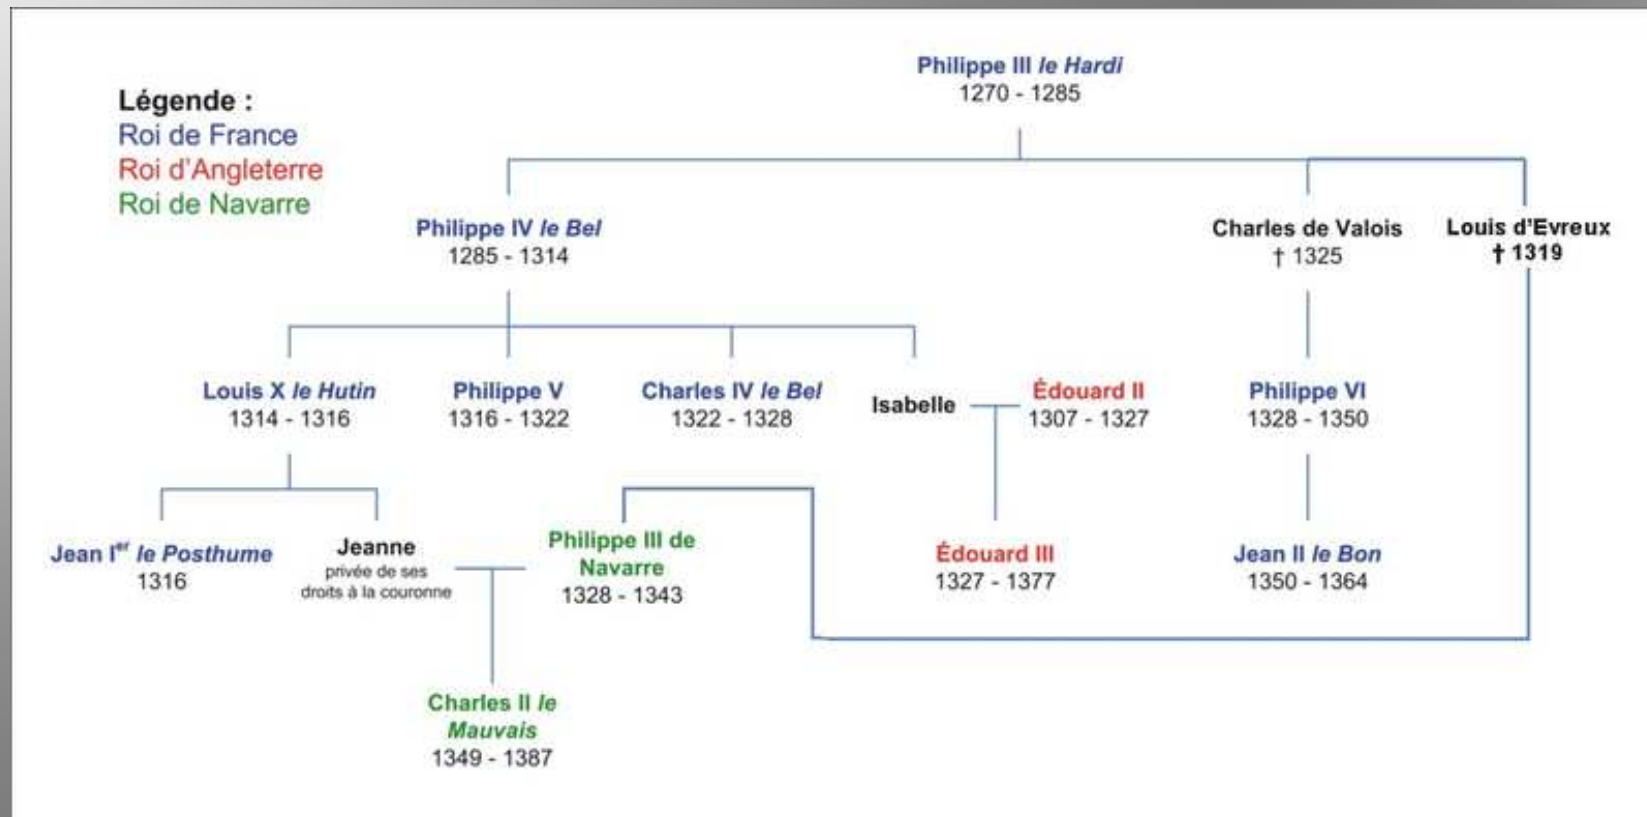 Philippe III le Hardi
1270 - 1285
Légende :
Roi de France
Roi d'Angleterre
Roi de Navarre
Philippe IV le Bel
1285 - 1314
Charles de Valois
† 1325
Louis d'Evreux
† 1319
Louis X le Hutin
1314 - 1316
Philippe V
1316 - 1322
Charles IV le Bel
1322 - 1328
Isabelle
Édouard II
1307 - 1327
Philippe VI
1328 - 1350
Jean Ier le Posthume
1316
Jeanne
privée de ses
droits à la couronne
Philippe III de
Navarre
1328 - 1343
Édouard III
1327 - 1377
Jean II le Bon
1350 - 1364
Charles II le
Mauvais
1349 - 1387